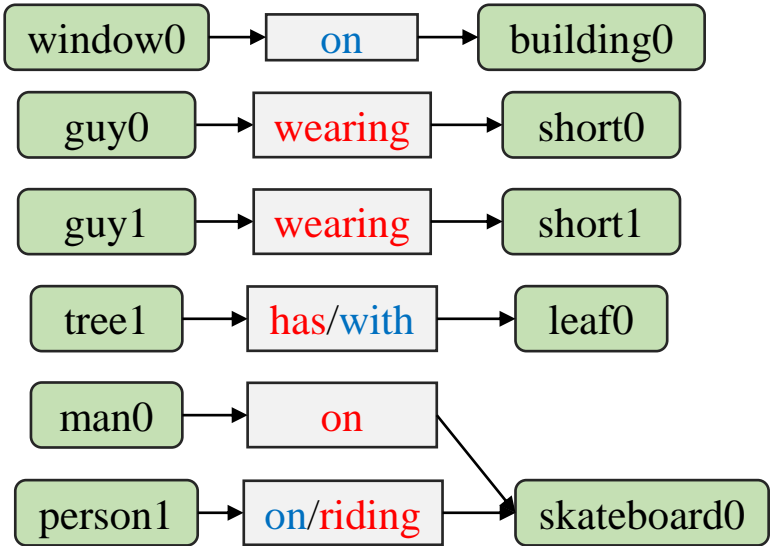 window0 on building0
guy0 wearing short0
guy1 wearing short1
tree1 has/with leaf0
man0 on
person1 on/riding skateboard0